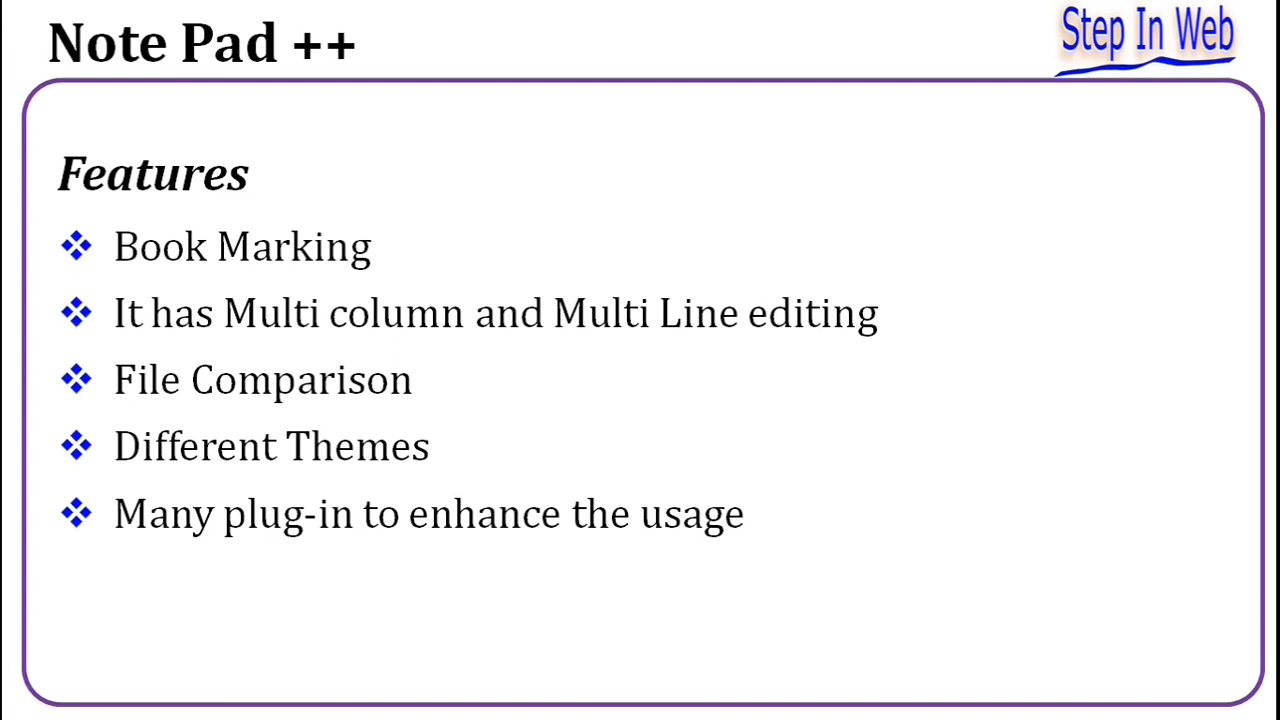 Note Pad ++
Step In Web
Features
Book Marking
It has Multi column and Multi Line editing
File Comparison
Different Themes
Many plug-in to enhance the usage